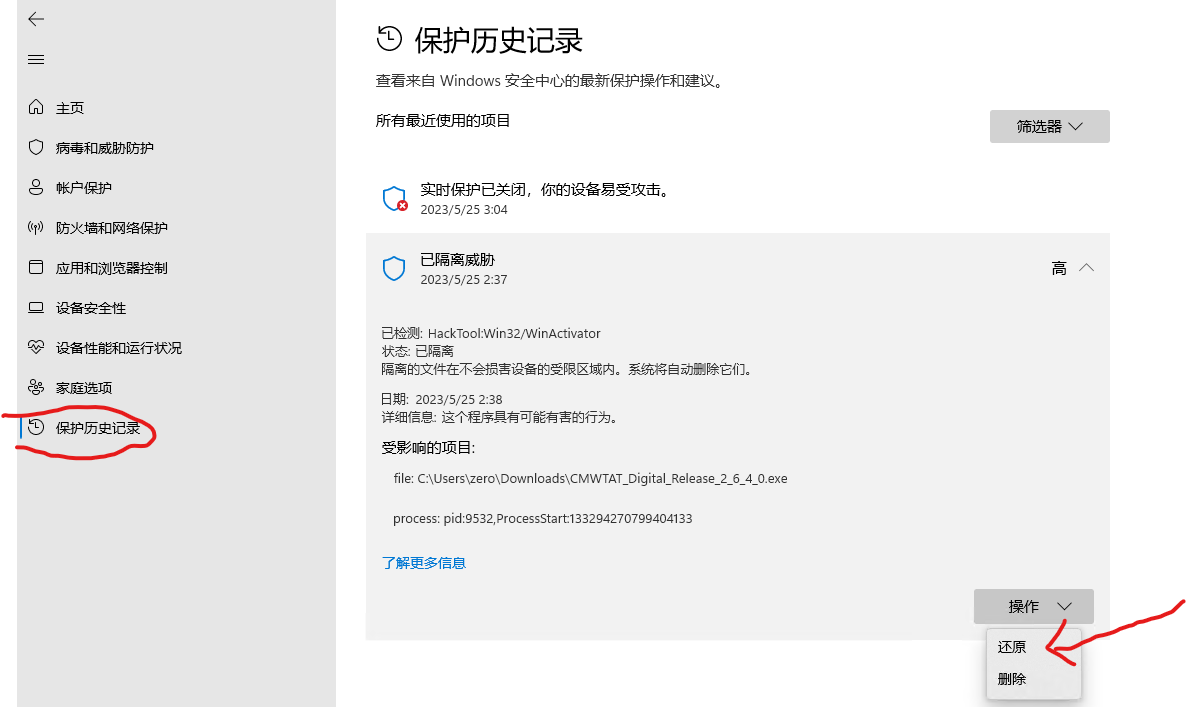 主页
病毒和威胁防护
帐户保护
防火墙和网络保护
应用和浏览器控制
设备安全性
设备性能和运行状况
家庭选项
保护历史记录
保护历史记录
查看来自 Windows 安全中心的最新保护操作和建议。
所有最近使用的项目
筛选器
实时保护已关闭，你的设备易受攻击。
2023/5/25 3:04
已隔离威胁
2023/5/25 2:37
高
已检测: HackTool:Win32/WinActivator
状态: 已隔离
隔离的文件在不会损害设备的受限区域内。系统将自动删除它们。
日期: 2023/5/25 2:38
详细信息: 这个程序具有可能有害的行为。
受影响的项目:
file: C:\Users\zero\Downloads\CMWTAT_Digital_Release_2_6_4_0.exe
process: pid:9532,ProcessStart:133294270799404133
了解更多信息
操作
还原
删除